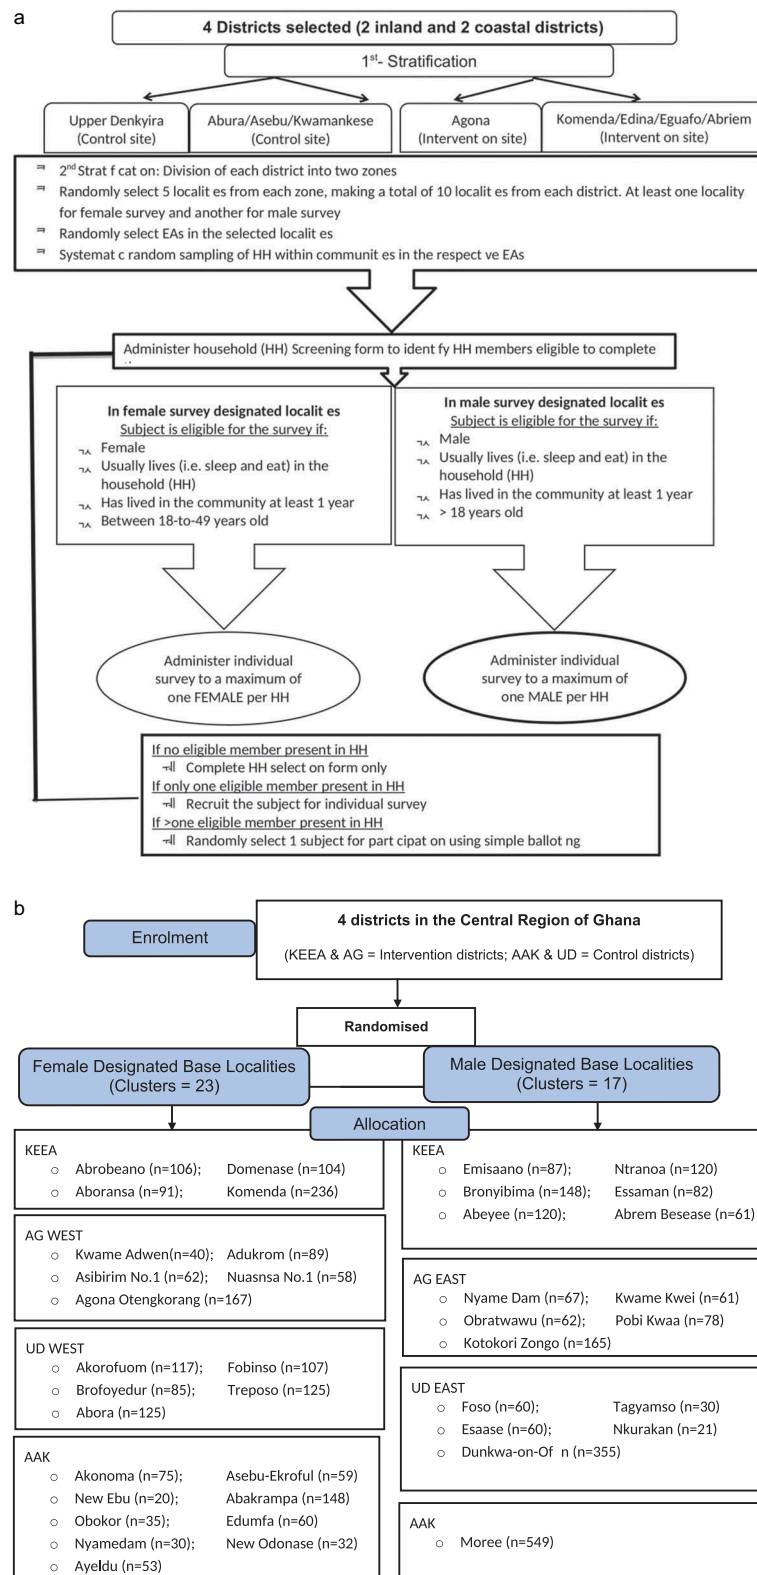 a
4 Districts selected (2 inland and 2 coastal districts)
1st- Stratification
Upper Denkyira
(Control site)
Abura/Asebu/Kwamankese
(Control site)
Agona
(Intervent on site)
Komenda/Edina/Eguafo/Abriem
(Intervent on site)
2nd Strat f cat on: Division of each district into two zones
Randomly select 5 localit es from each zone, making a total of 10 localit es from each district. At least one locality
for female survey and another for male survey
Randomly select EAs in the selected localit es
Systemat c random sampling of HH within communit es in the respect ve EAs
Administer household (HH) Screening form to ident fy HH members eligible to complete
In female survey designated localit es
Subject is eligible for the survey if:
Female
Usually lives (i.e. sleep and eat) in the
household (HH)
Has lived in the community at least 1 year
Between 18-to-49 years old
In male survey designated localit es
Subject is eligible for the survey if:
Male
Usually lives (i.e. sleep and eat) in the
household (HH)
Has lived in the community at least 1 year
> 18 years old
Administer individual
survey to a maximum of
one FEMALE per HH
Administer individual
survey to a maximum of
one MALE per HH
If no eligible member present in HH
Complete HH select on form only
If only one eligible member present in HH
Recruit the subject for individual survey
If >one eligible member present in HH
Randomly select 1 subject for part cipat on using simple ballot ng
b
Enrolment
4 districts in the Central Region of Ghana
(KEEA & AG = Intervention districts; AAK & UD = Control districts)
Randomised
Female Designated Base Localities
(Clusters = 23)
Male Designated Base Localities
(Clusters = 17)
Allocation
KEEA
o Abrobeano (n=106); Domenase (n=104)
o Aboransa (n=91); Komenda (n=236)
AG WEST
o Kwame Adwen(n=40); Adukrom (n=89)
o Asibirim No.1 (n=62); Nuasnsa No.1 (n=58)
o Agona Otengkorang (n=167)
UD WEST
o Akorofuom (n=117); Fobinso (n=107)
o Brofoyedur (n=85); Treposo (n=125)
o Abora (n=125)
AAK
o Akonoma (n=75); Asebu-Ekroful (n=59)
o New Ebu (n=20); Abakrampa (n=148)
o Obokor (n=35); Edumfa (n=60)
o Nyamedam (n=30); New Odonase (n=32)
o Ayeldu (n=53)
KEEA
o Emisaano (n=87); Ntranoa (n=120)
o Bronyibima (n=148); Essaman (n=82)
o Abeyee (n=120); Abrem Besease (n=61)
AG EAST
o Nyame Dam (n=67); Kwame Kwei (n=61)
o Obratwawu (n=62); Pobi Kwaa (n=78)
o Kotokori Zongo (n=165)
UD EAST
o Foso (n=60); Tagyamso (n=30)
o Esaase (n=60); Nkurakan (n=21)
o Dunkwa-on-Of n (n=355)
AAK
o Moree (n=549)